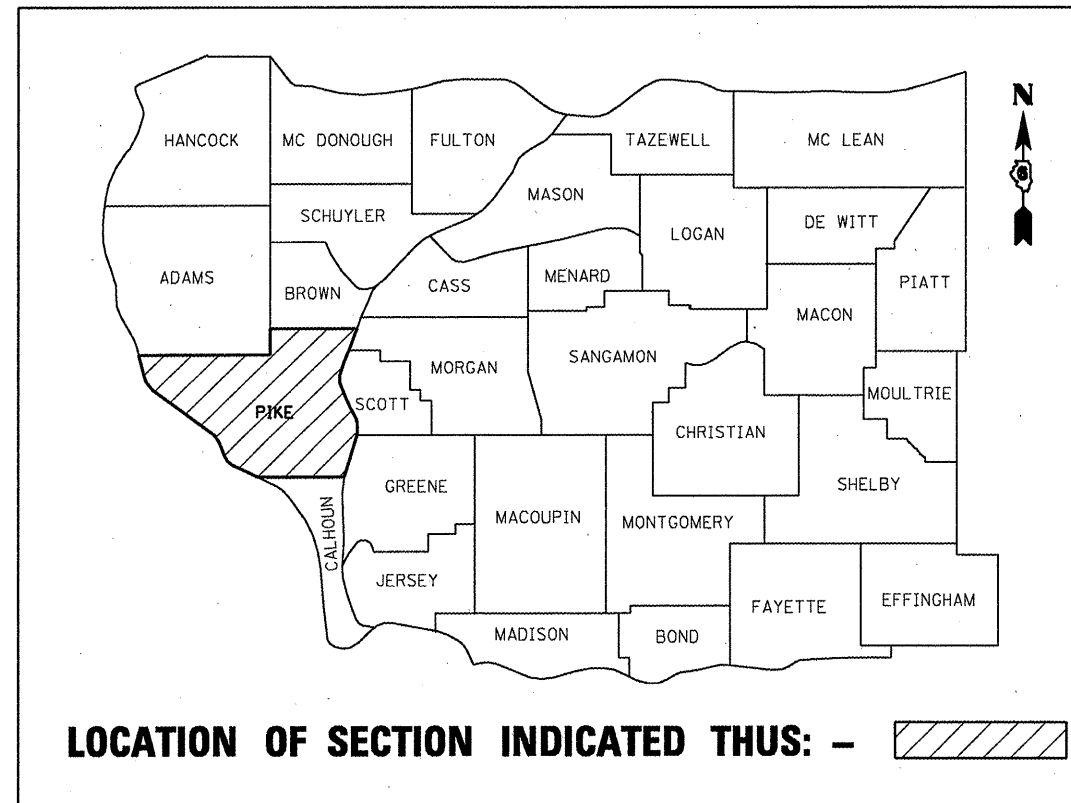 N
6
HANCOCK
MC DONOUGH
FULTON
TAZEWELL
MC LEAN
MASON
SCHUYLER
LOGAN
DE WITT
ADAMS
BROWN
CASS
MENARD
PIATT
MACON
MORGAN
SANGAMON
SCOTT
PIKE
MOULTRIE
CHRISTIAN
GREENE
MACOUPIN
MONTGOMERY
SHELBY
CALHOUN
JERSEY
FAYETTE
EFFINGHAM
MADISON
BOND
LOCATION OF SECTION INDICATED THUS: –